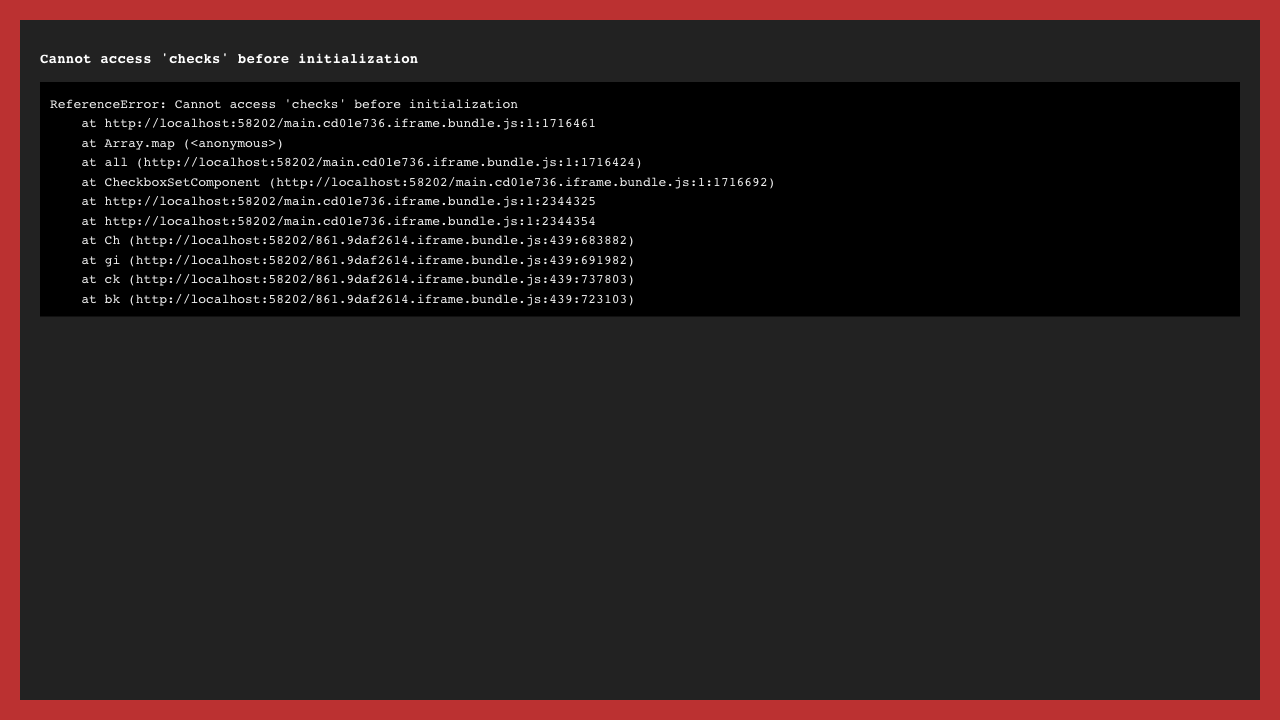 Cannot access 'checks' before initialization
ReferenceError: Cannot access 'checks' before initialization
    at http://localhost:58202/main.cd01e736.iframe.bundle.js:1:1716461
    at Array.map (<anonymous>)
    at all (http://localhost:58202/main.cd01e736.iframe.bundle.js:1:1716424)
    at CheckboxSetComponent (http://localhost:58202/main.cd01e736.iframe.bundle.js:1:1716692)
    at http://localhost:58202/main.cd01e736.iframe.bundle.js:1:2344325
    at http://localhost:58202/main.cd01e736.iframe.bundle.js:1:2344354
    at Ch (http://localhost:58202/861.9daf2614.iframe.bundle.js:439:683882)
    at gi (http://localhost:58202/861.9daf2614.iframe.bundle.js:439:691982)
    at ck (http://localhost:58202/861.9daf2614.iframe.bundle.js:439:737803)
    at bk (http://localhost:58202/861.9daf2614.iframe.bundle.js:439:723103)